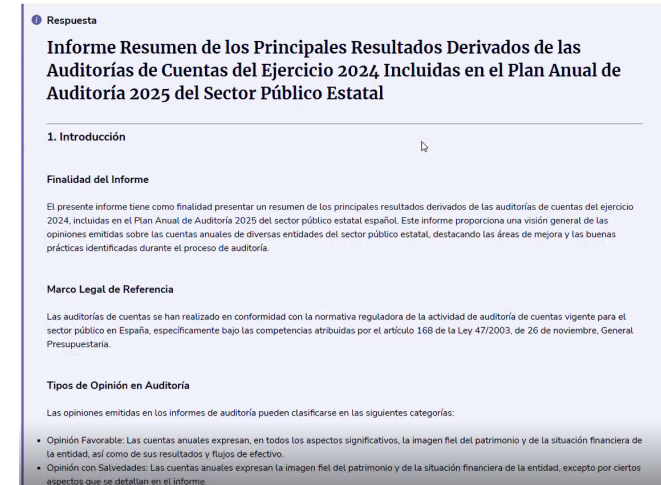 Respuesta
Informe Resumen de los Principales Resultados Derivados de las
Auditorías de Cuentas del Ejercicio 2024 Incluidas en el Plan Anual de
Auditoría 2025 del Sector Público Estatal
1. Introducción
Finalidad del Informe
El presente informe tiene como finalidad presentar un resumen de los principales resultados derivados de las auditorías de cuentas del ejercicio
2024, incluidas en el Plan Anual de Auditoría 2025 del sector público estatal español. Este informe proporciona una visión general de las
opiniones emitidas sobre las cuentas anuales de diversas entidades del sector público estatal, destacando las áreas de mejora y las buenas
prácticas identificadas durante el proceso de auditoría.
Marco Legal de Referencia
Las auditorías de cuentas se han realizado en conformidad con la normativa reguladora de la actividad de auditoría de cuentas vigente para el
sector público en España, específicamente bajo las competencias atribuidas por el artículo 168 de la Ley 47/2003, de 26 de noviembre, General
Presupuestaria.
Tipos de Opinión en Auditoría
Las opiniones emitidas en los informes de auditoría pueden clasificarse en las siguientes categorías:
• Opinión Favorable: Las cuentas anuales expresan, en todos los aspectos significativos, la imagen fiel del patrimonio y de la situación financiera de
la entidad, así como de sus resultados y flujos de efectivo.
• Opinión con Salvedades: Las cuentas anuales expresan la imagen fiel del patrimonio y de la situación financiera de la entidad, excepto por ciertos
aspectos que se detallan en el informe